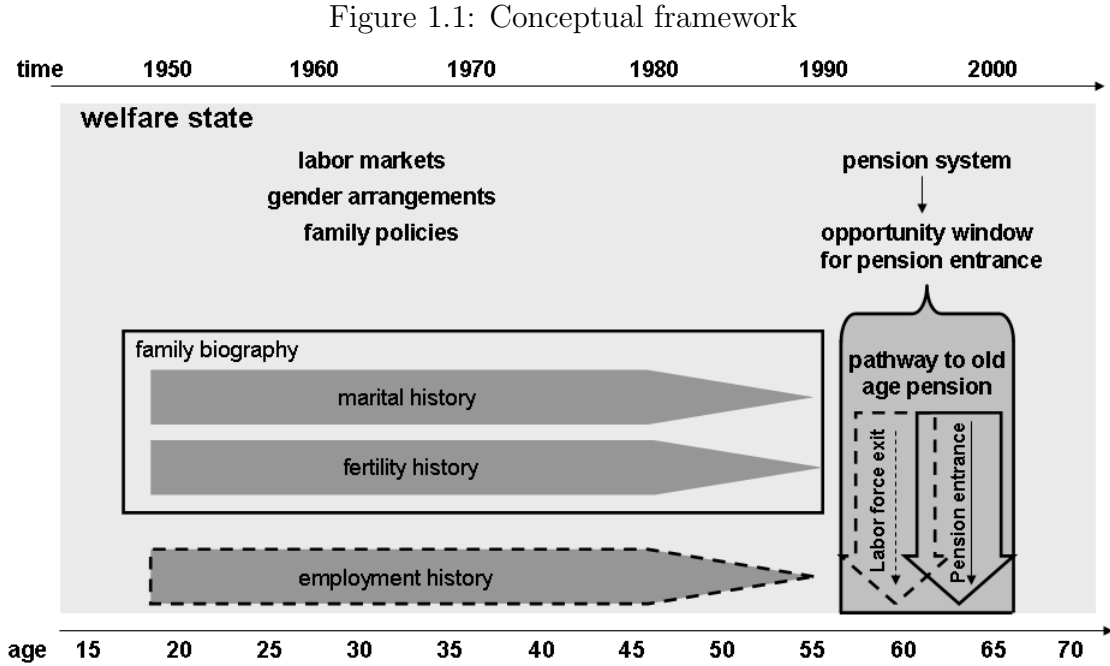 Figure 1.1: Conceptual framework
time 1950 1960 1970 1980 1990 2000
welfare state
labor markets
gender arrangements
family policies
pension system
opportunity window
for pension entrance
family biography
marital history
fertility history
employment history
pathway to old
age pension
Labor force exit
Pension entrance
age 15 20 25 30 35 40 45 50 55 60 65 70